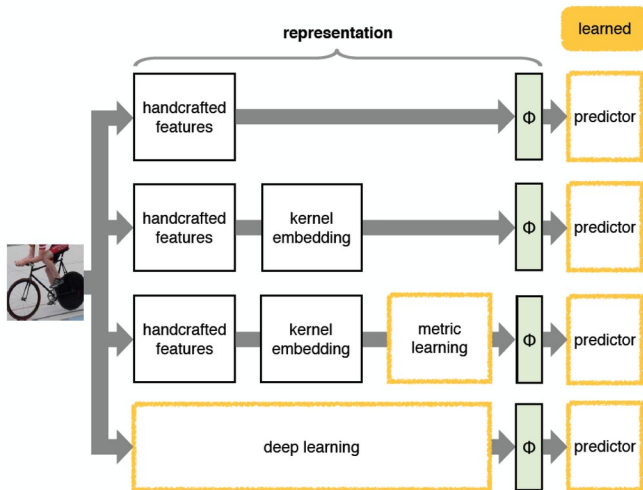 representation
learned
handcrafted
features
Φ
predictor
handcrafted
features
kernel
embedding
Φ
predictor
handcrafted
features
kernel
embedding
metric
learning
Φ
predictor
deep learning
Φ
predictor